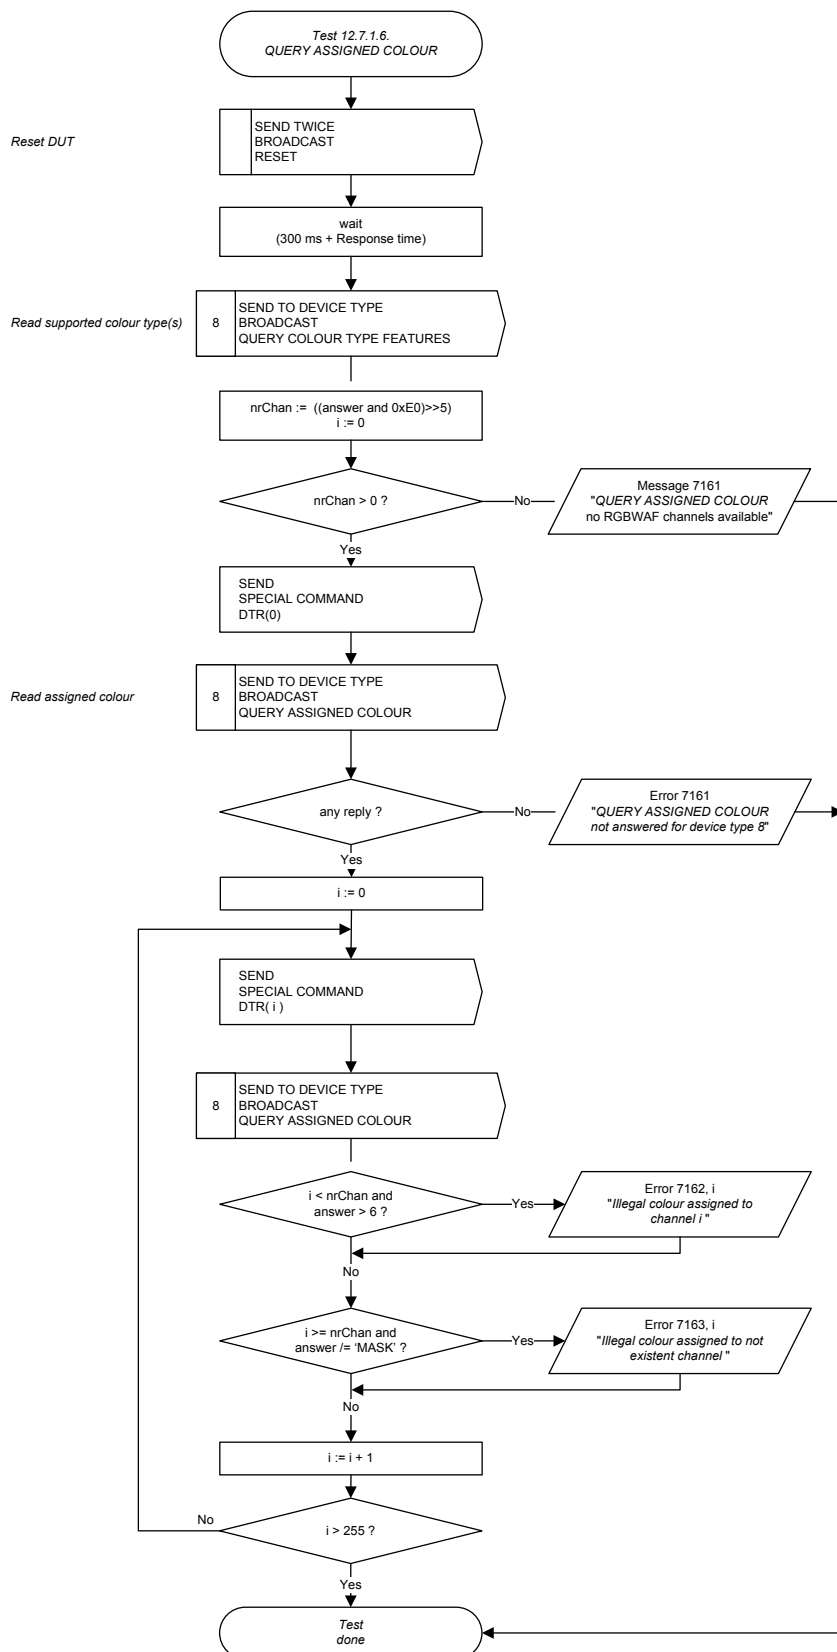 Test 12.7.1.6.
QUERY ASSIGNED COLOUR
Reset DUT
SEND TWICE
BROADCAST
RESET
wait
(300 ms + Response time)
Read supported colour type(s)
8
SEND TO DEVICE TYPE
BROADCAST
QUERY COLOUR TYPE FEATURES
nrChan := ((answer and 0xE0)>>5)
i := 0
nrChan > 0 ?
No
Message 7161
"QUERY ASSIGNED COLOUR
no RGBWAF channels available"
Yes
SEND
SPECIAL COMMAND
DTR(0)
Read assigned colour
8
SEND TO DEVICE TYPE
BROADCAST
QUERY ASSIGNED COLOUR
any reply ?
No
Error 7161
"QUERY ASSIGNED COLOUR
not answered for device type 8"
Yes
i := 0
SEND
SPECIAL COMMAND
DTR( i )
8
SEND TO DEVICE TYPE
BROADCAST
QUERY ASSIGNED COLOUR
i < nrChan and
answer > 6 ?
Yes
Error 7162, i
"Illegal colour assigned to
channel i "
No
i >= nrChan and
answer /= ‘MASK’ ?
Yes
Error 7163, i
"Illegal colour assigned to not
existent channel "
No
i := i + 1
i > 255 ?
No
Yes
Test
done